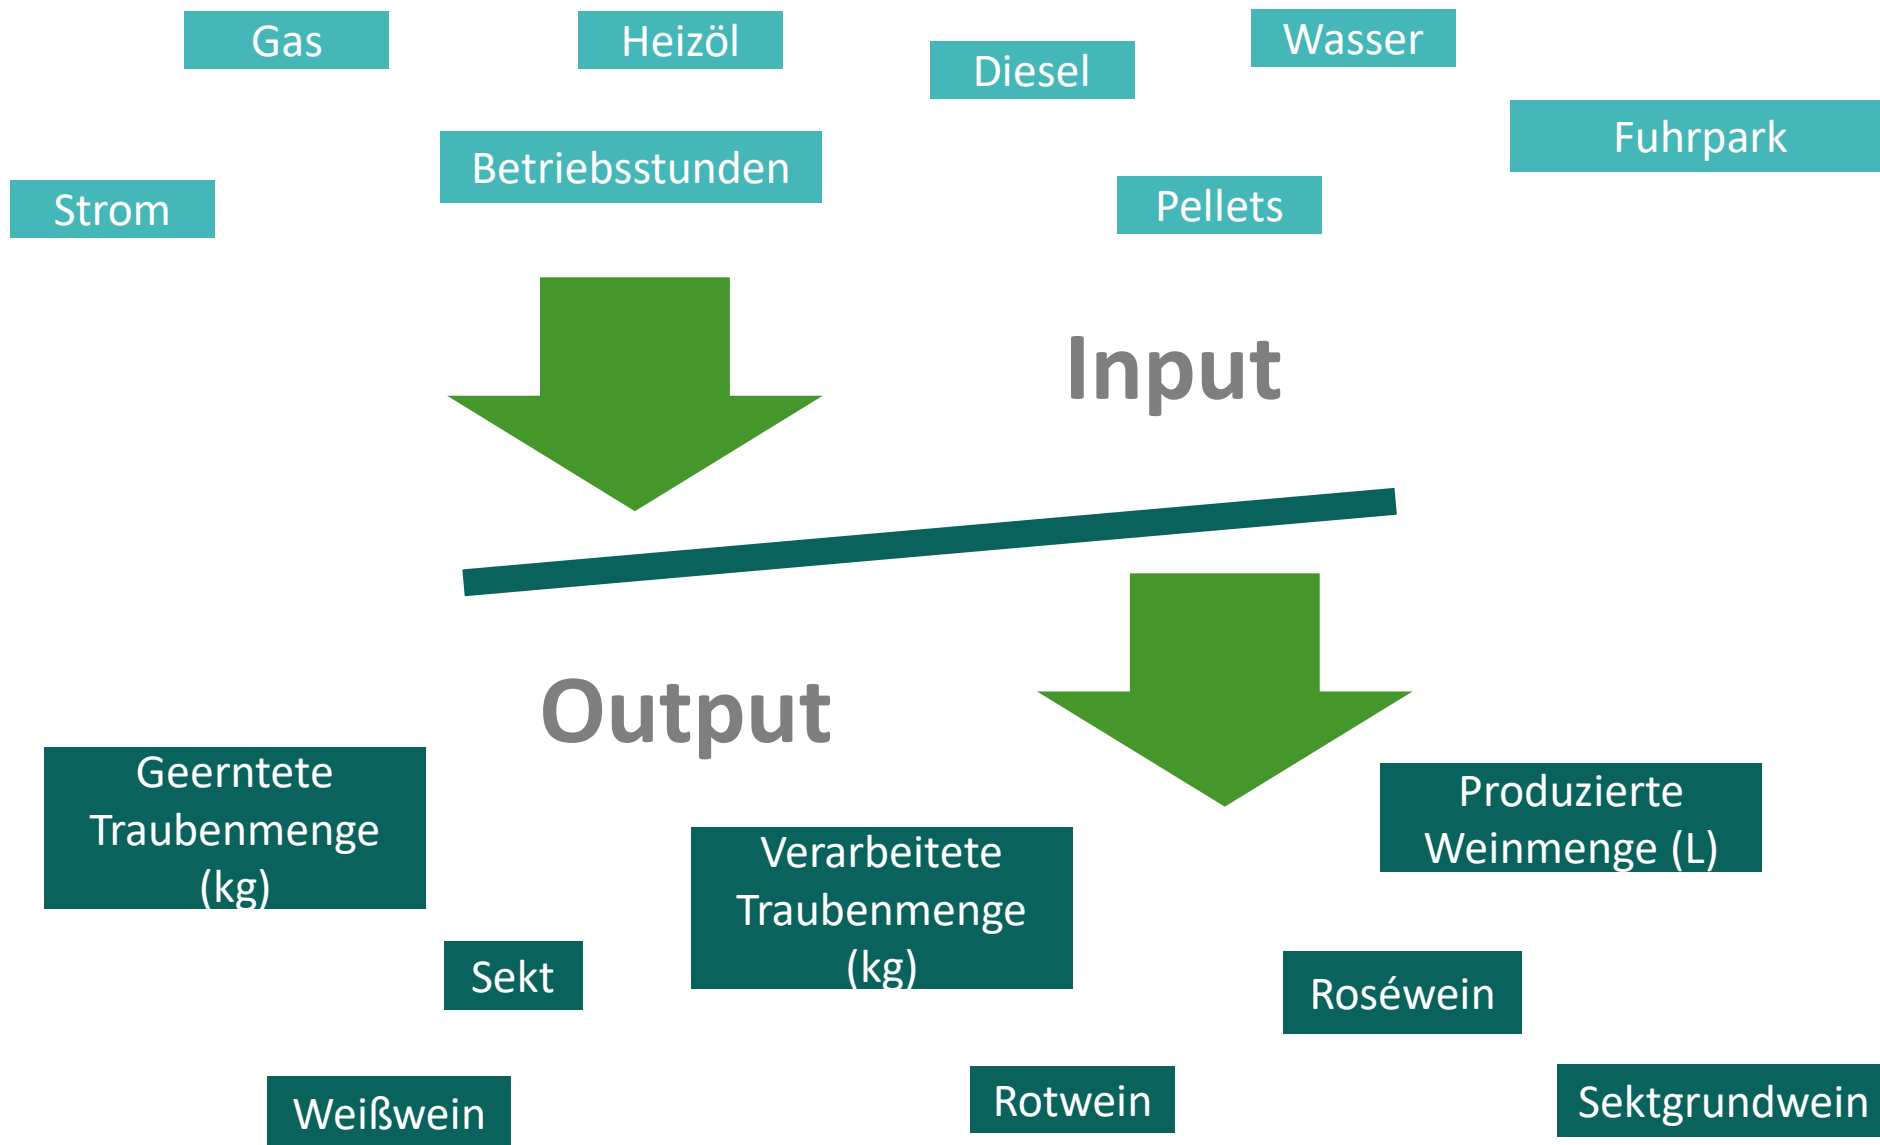 Gas
Heizöl
Diesel
Wasser
Fuhrpark
Betriebsstunden
Strom
Pellets
Input
Output
Geerntete
Traubenmenge
(kg)
Verarbeitete
Traubenmenge
(kg)
Produzierte
Weinmenge (L)
Sekt
Roséwein
Weißwein
Rotwein
Sektgrundwein